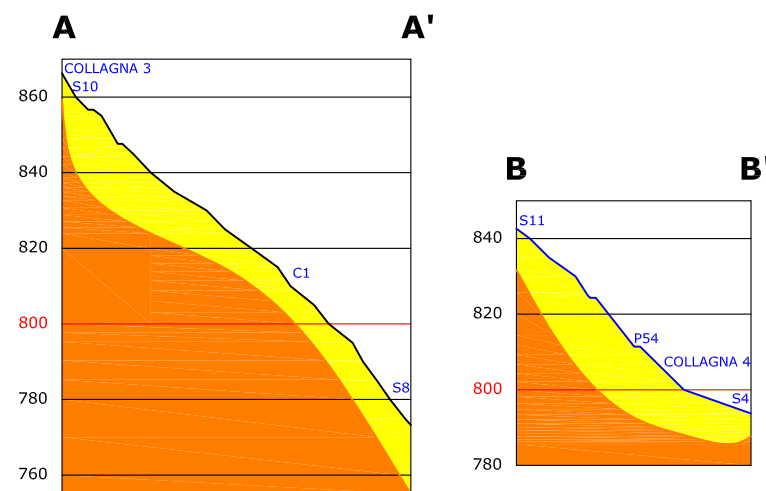 A A'
COLLAGNA 3
S10
860
840
820
C1
800
S8
780
760
B B'
S11
840
820
P54
COLLAGNA 4
800
S4
780